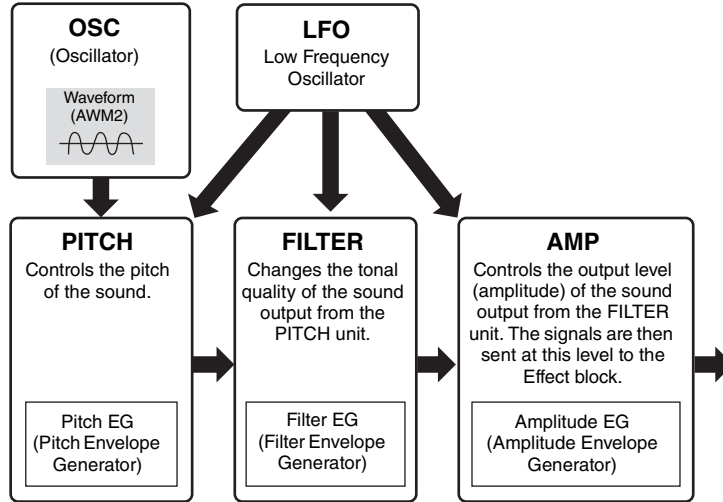 OSC
(Oscillator)
Waveform
(AWM2)
LFO
Low Frequency
Oscillator
PITCH
Controls the pitch
of the sound.
Pitch EG
(Pitch Envelope
Generator)
FILTER
Changes the tonal
quality of the sound
output from the
PITCH unit.
Filter EG
(Filter Envelope
Generator)
AMP
Controls the output level
(amplitude) of the sound
output from the FILTER
unit. The signals are then
sent at this level to the
Effect block.
Amplitude EG
(Amplitude Envelope
Generator)